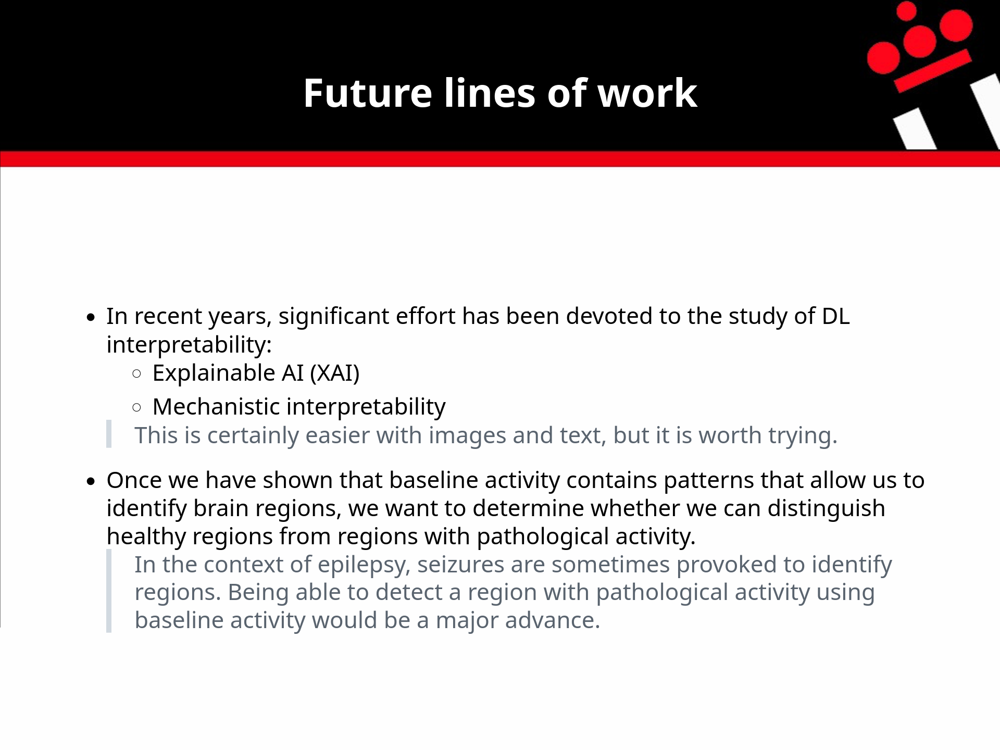 Future lines of work
• In recent years, significant effort has been devoted to the study of DL
interpretability:
○ Explainable AI (XAI)
○ Mechanistic interpretability
This is certainly easier with images and text, but it is worth trying.
• Once we have shown that baseline activity contains patterns that allow us to
identify brain regions, we want to determine whether we can distinguish
healthy regions from regions with pathological activity.
In the context of epilepsy, seizures are sometimes provoked to identify
regions. Being able to detect a region with pathological activity using
baseline activity would be a major advance.